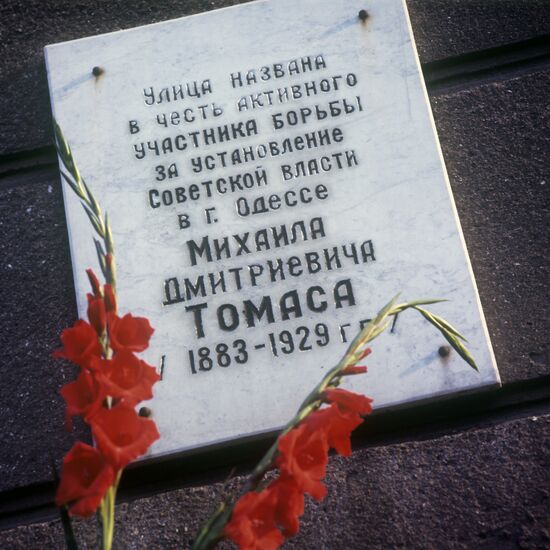 Улица названа
в честь активного
участника борьбы
за установление
Советской власти
в г. Одессе
Михаила
Дмитриевича
Томаса
1883-1929 г.г.